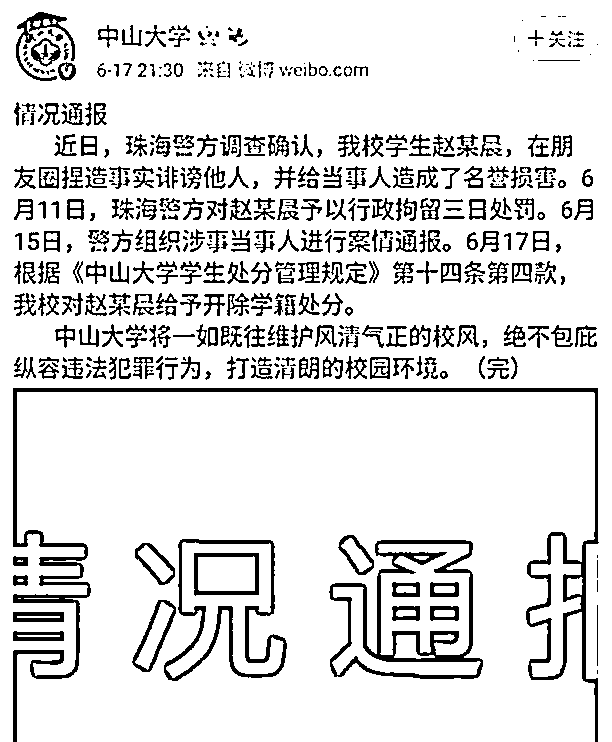 中山大学
6-17 21:30 来自 微博 weibo.com
+关注
情况通报
近日，珠海警方调查确认，我校学生赵某晨，在朋
友圈捏造事实诽谤他人，并给当事人造成了名誉损害。6
月11日，珠海警方对赵某晨予以行政拘留三日处罚。6月
15日，警方组织涉事当事人进行案情通报。6月17日，
根据《中山大学学生处分管理规定》第十四条第四款，
我校对赵某晨给予开除学籍处分。
中山大学将一如既往维护风清气正的校风，绝不包庇
纵容违法犯罪行为，打造清朗的校园环境。（完）
情况通报